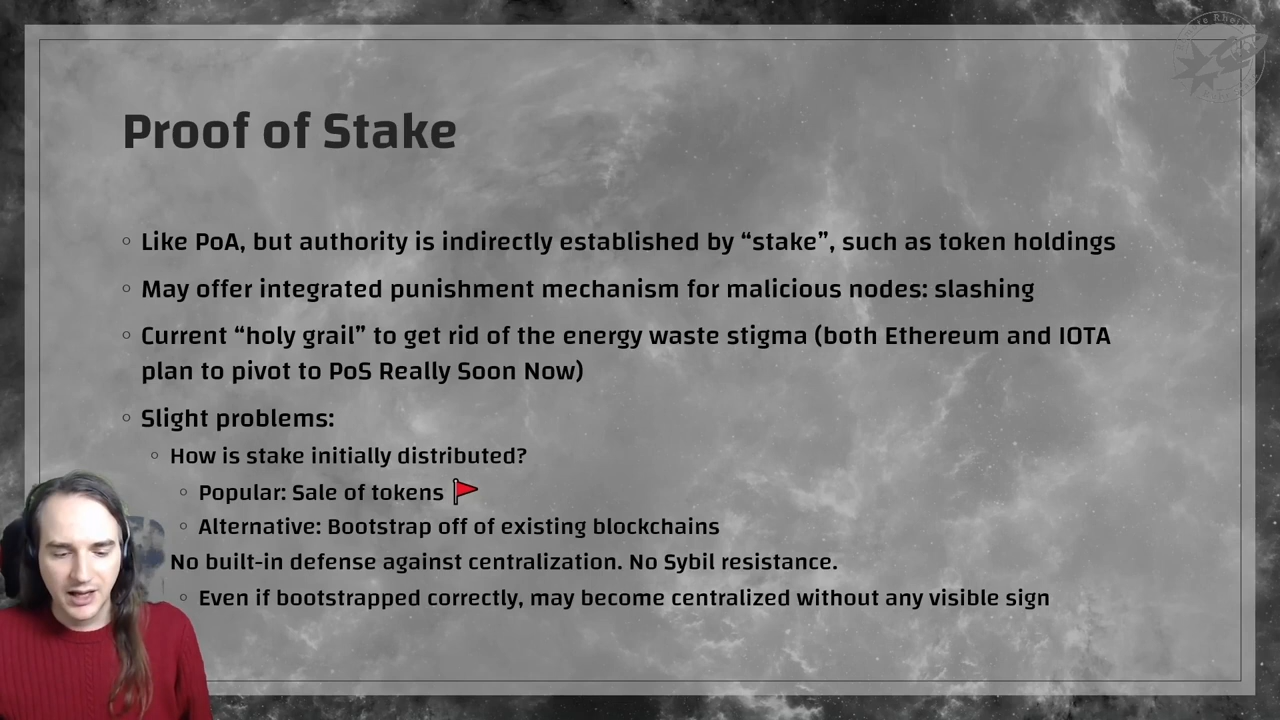 Proof of Stake
Like PoA, but authority is indirectly established by “stake”, such as token holdings
May offer integrated punishment mechanism for malicious nodes: slashing
Current “holy grail” to get rid of the energy waste stigma (both Ethereum and IOTA
plan to pivot to PoS Really Soon Now)
Slight problems:
How is stake initially distributed?
Popular: Sale of tokens 🚩
Alternative: Bootstrap off of existing blockchains
No built-in defense against centralization. No Sybil resistance.
Even if bootstrapped correctly, may become centralized without any visible sign